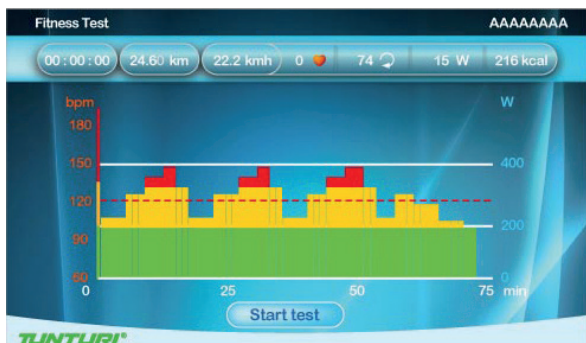 Fitness Test AAAAAAAA
00:00:00 24.60 km 22.2 kmh 0 74 15 W 216 kcal
bpm W
180
150 400
120
90 200
50 0
0 25 50 75 min
Start test
TUNTURI®